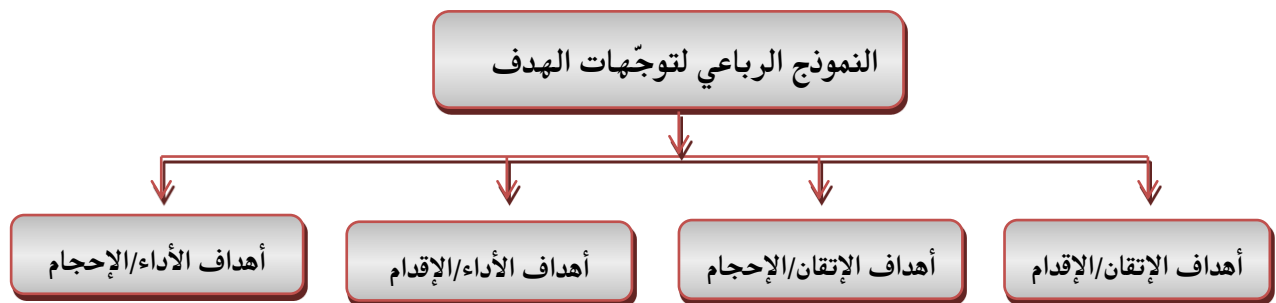 النموذج الرباعي لتوجّهات الهدف
أهداف الإتقان/الإقدام
أهداف الإتقان/الإحجام
أهداف الأداء/الإقدام
أهداف الأداء/الإحجام